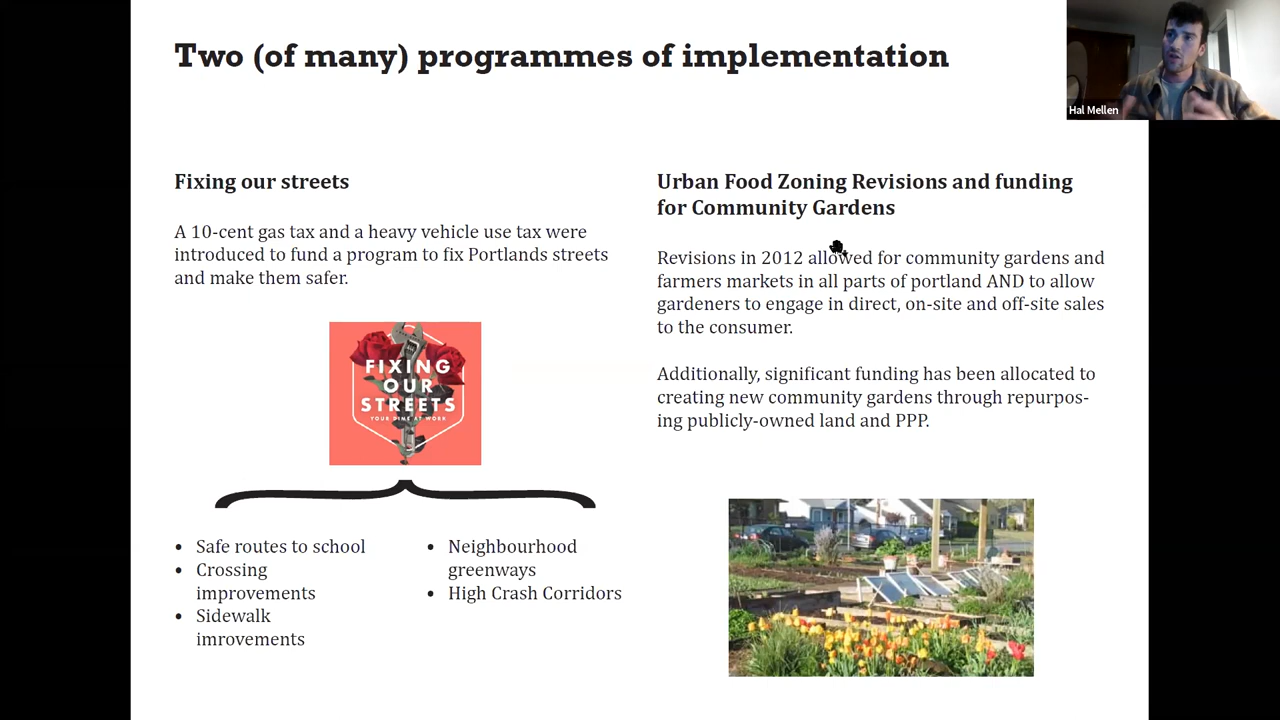 Two (of many) programmes of implementation
Hal Mellen
Fixing our streets
A 10-cent gas tax and a heavy vehicle use tax were
introduced to fund a program to fix Portlands streets
and make them safer.
FIXING
OUR
STREETS
YOUR DIME AT WORK
• Safe routes to school
• Crossing
improvements
• Sidewalk
imrovements
• Neighbourhood
greenways
• High Crash Corridors
Urban Food Zoning Revisions and funding
for Community Gardens
Revisions in 2012 allowed for community gardens and
farmers markets in all parts of portland AND to allow
gardeners to engage in direct, on-site and off-site sales
to the consumer.
Additionally, significant funding has been allocated to
creating new community gardens through repurpos-
ing publicly-owned land and PPP.